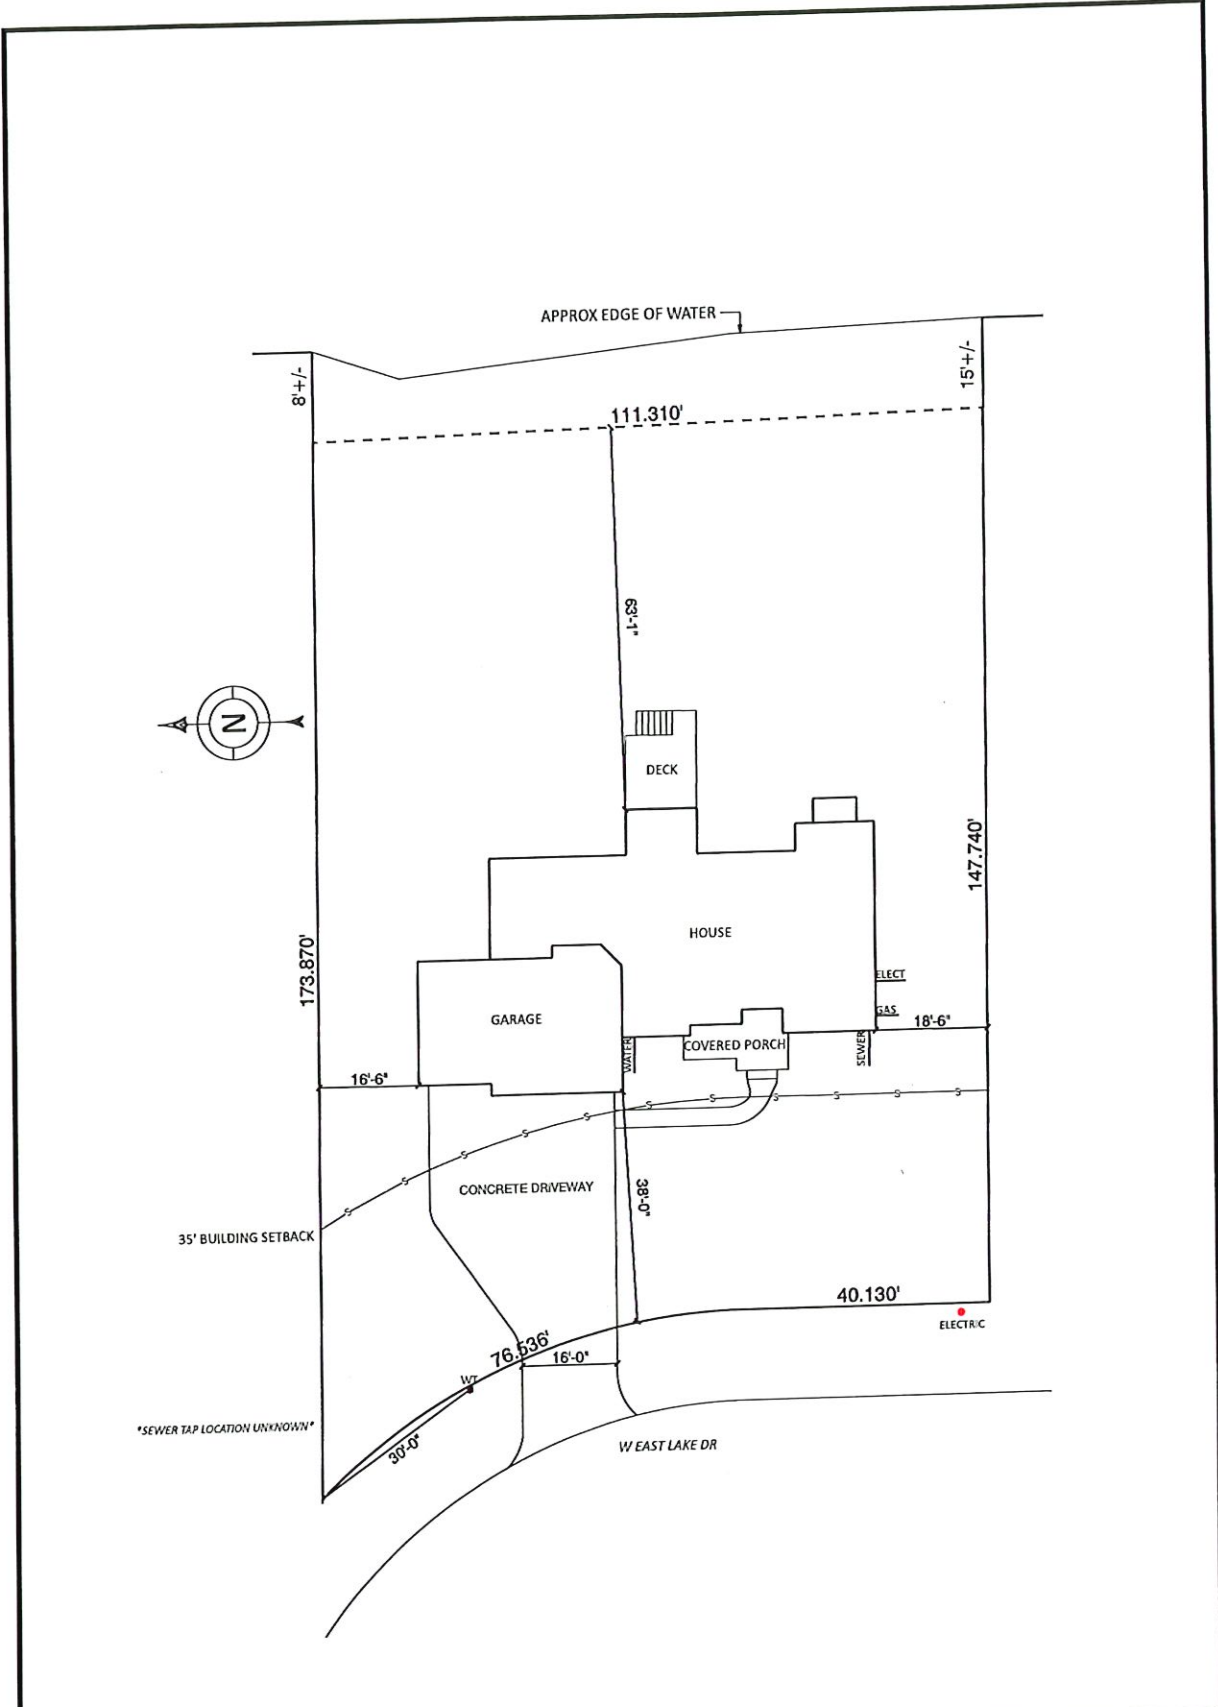 APPROX EDGE OF WATER
8'+/-
15'+/-
111.310'
63'-1"
N
DECK
147.740'
HOUSE
173.870'
ELECT
GARAGE
GAS
18'-6"
WATER
COVERED PORCH
SEWER
16'-6"
S S S S S S S S S S S
CONCRETE DRIVEWAY
38'-0"
35' BUILDING SETBACK
40.130'
ELECTRIC
76.536'
16'-0"
WT
*SEWER TAP LOCATION UNKNOWN*
30'-0"
W EAST LAKE DR